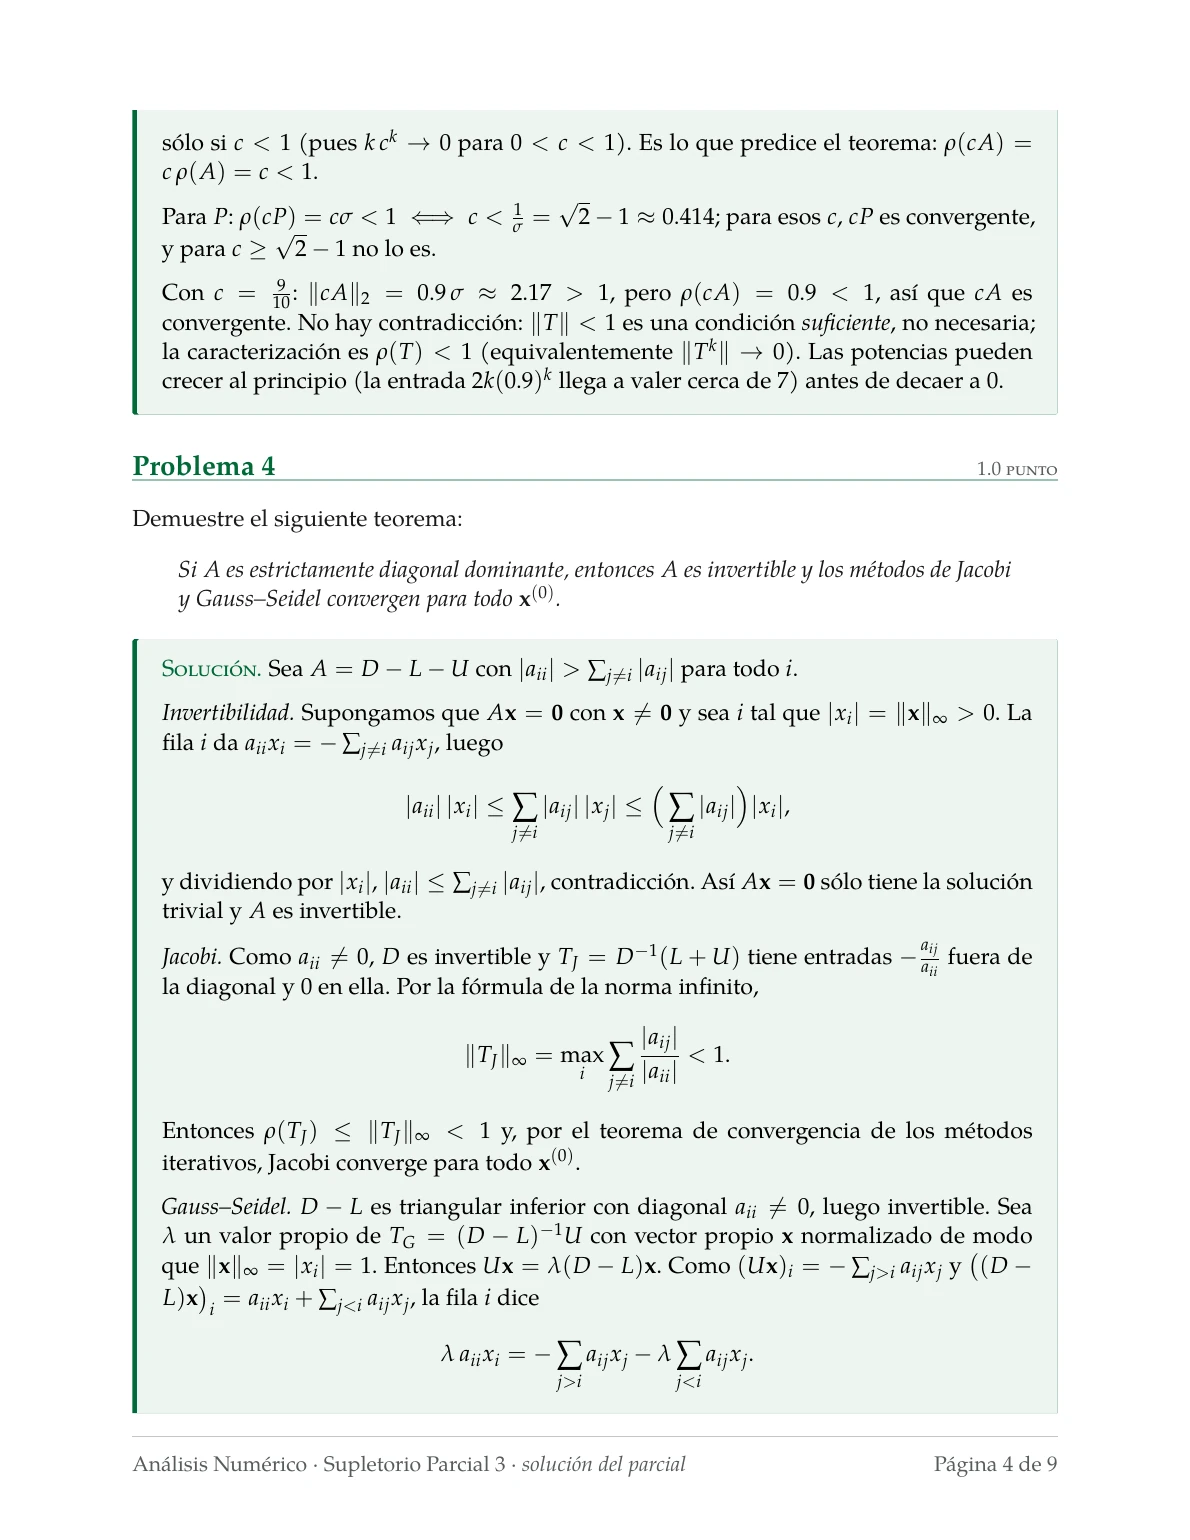 sólo si c < 1 (pues k c^k → 0 para 0 < c < 1). Es lo que predice el teorema: ρ(cA) =
c ρ(A) = c < 1.
Para P: ρ(cP) = cσ < 1 ⟺ c < 1/σ = √2 − 1 ≈ 0.414; para esos c, cP es convergente,
y para c ≥ √2 − 1 no lo es.
Con c = 9/10: ‖cA‖₂ = 0.9 σ ≈ 2.17 > 1, pero ρ(cA) = 0.9 < 1, así que cA es
convergente. No hay contradicción: ‖T‖ < 1 es una condición suficiente, no necesaria;
la caracterización es ρ(T) < 1 (equivalentemente ‖T^k‖ → 0). Las potencias pueden
crecer al principio (la entrada 2k(0.9)^k llega a valer cerca de 7) antes de decaer a 0.
Problema 4 1.0 PUNTO
Demuestre el siguiente teorema:
Si A es estrictamente diagonal dominante, entonces A es invertible y los métodos de Jacobi
y Gauss–Seidel convergen para todo x^(0).
SOLUCIÓN. Sea A = D − L − U con |a_ii| > ∑_{j≠i} |a_ij| para todo i.
Invertibilidad. Supongamos que Ax = 0 con x ≠ 0 y sea i tal que |x_i| = ‖x‖_∞ > 0. La
fila i da a_ii x_i = − ∑_{j≠i} a_ij x_j, luego
|a_ii| |x_i| ≤ ∑_{j≠i} |a_ij| |x_j| ≤ (∑_{j≠i} |a_ij|)|x_i|,
y dividiendo por |x_i|, |a_ii| ≤ ∑_{j≠i} |a_ij|, contradicción. Así Ax = 0 sólo tiene la solución
trivial y A es invertible.
Jacobi. Como a_ii ≠ 0, D es invertible y T_J = D^{−1}(L + U) tiene entradas −a_ij/a_ii fuera de
la diagonal y 0 en ella. Por la fórmula de la norma infinito,
‖T_J‖_∞ = max_i ∑_{j≠i} |a_ij|/|a_ii| < 1.
Entonces ρ(T_J) ≤ ‖T_J‖_∞ < 1 y, por el teorema de convergencia de los métodos
iterativos, Jacobi converge para todo x^(0).
Gauss–Seidel. D − L es triangular inferior con diagonal a_ii ≠ 0, luego invertible. Sea
λ un valor propio de T_G = (D − L)^{−1}U con vector propio x normalizado de modo
que ‖x‖_∞ = |x_i| = 1. Entonces Ux = λ(D − L)x. Como (Ux)_i = − ∑_{j>i} a_ij x_j y ((D −
L)x)_i = a_ii x_i + ∑_{j<i} a_ij x_j, la fila i dice
λ a_ii x_i = − ∑_{j>i} a_ij x_j − λ ∑_{j<i} a_ij x_j.
Análisis Numérico · Supletorio Parcial 3 · solución del parcial Página 4 de 9